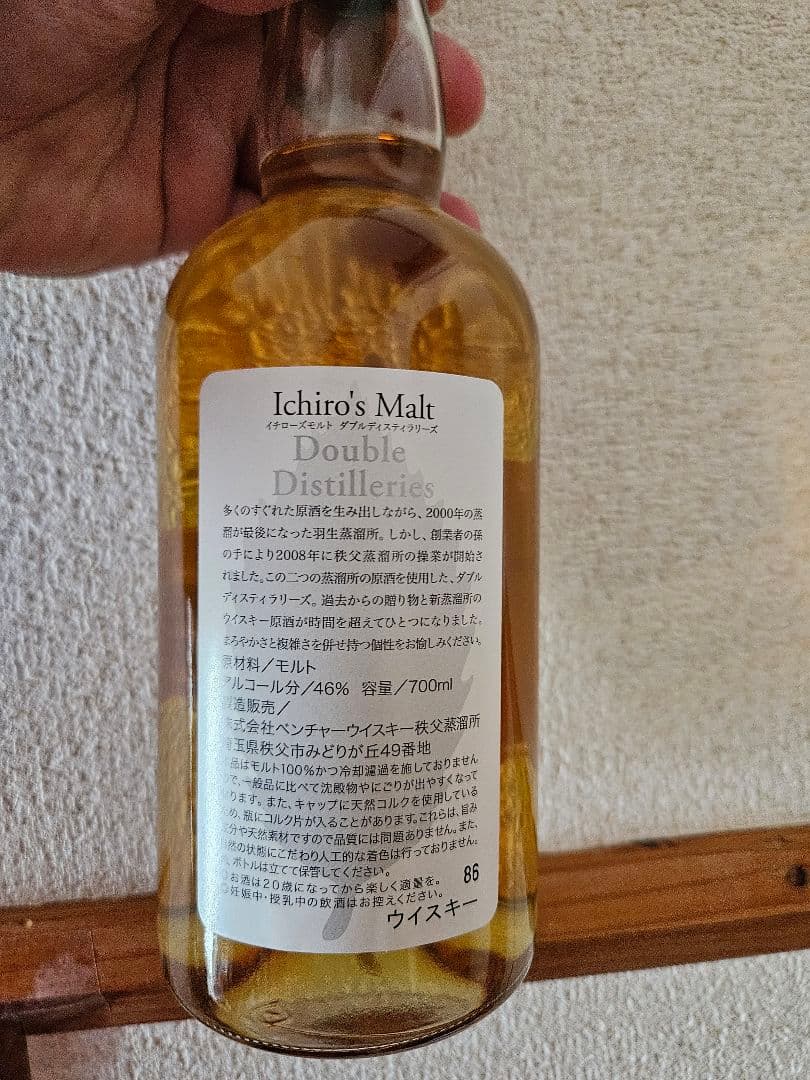 Ichiro's Malt
イチローズモルト ダブルディスティラリーズ
Double
Distilleries
多くのすぐれた原酒を生み出しながら、2000年の蒸
溜が最後になった羽生蒸溜所。しかし、創業者の孫
の手により2008年に秩父蒸溜所の操業が開始さ
れました。この二つの蒸溜所の原酒を使用した、ダブル
ディスティラリーズ。過去からの贈り物と新蒸溜所の
ウイスキー原酒が時間を超えてひとつになりました。
まろやかさと複雑さを併せ持つ個性をお愉しみください。
原材料／モルト
アルコール分／46% 容量／700ml
製造販売／
株式会社ベンチャーウイスキー秩父蒸溜所
埼玉県秩父市みどりが丘49番地
品はモルト100%かつ冷却濾過を施しておりません
で、一般品に比べて沈殿物やにごりが出やすくなって
ります。また、キャップに天然コルクを使用している
め、瓶にコルク片が入ることがあります。これらは、旨み
成分や天然素材ですので品質には問題ありません。また、
自然の状態にこだわり人工的な着色は行っておりません。
、ボトルは立てて保管してください。
お酒は20歳になってから楽しく適量を。
妊娠中・授乳中の飲酒はお控えください。
86
ウイスキー